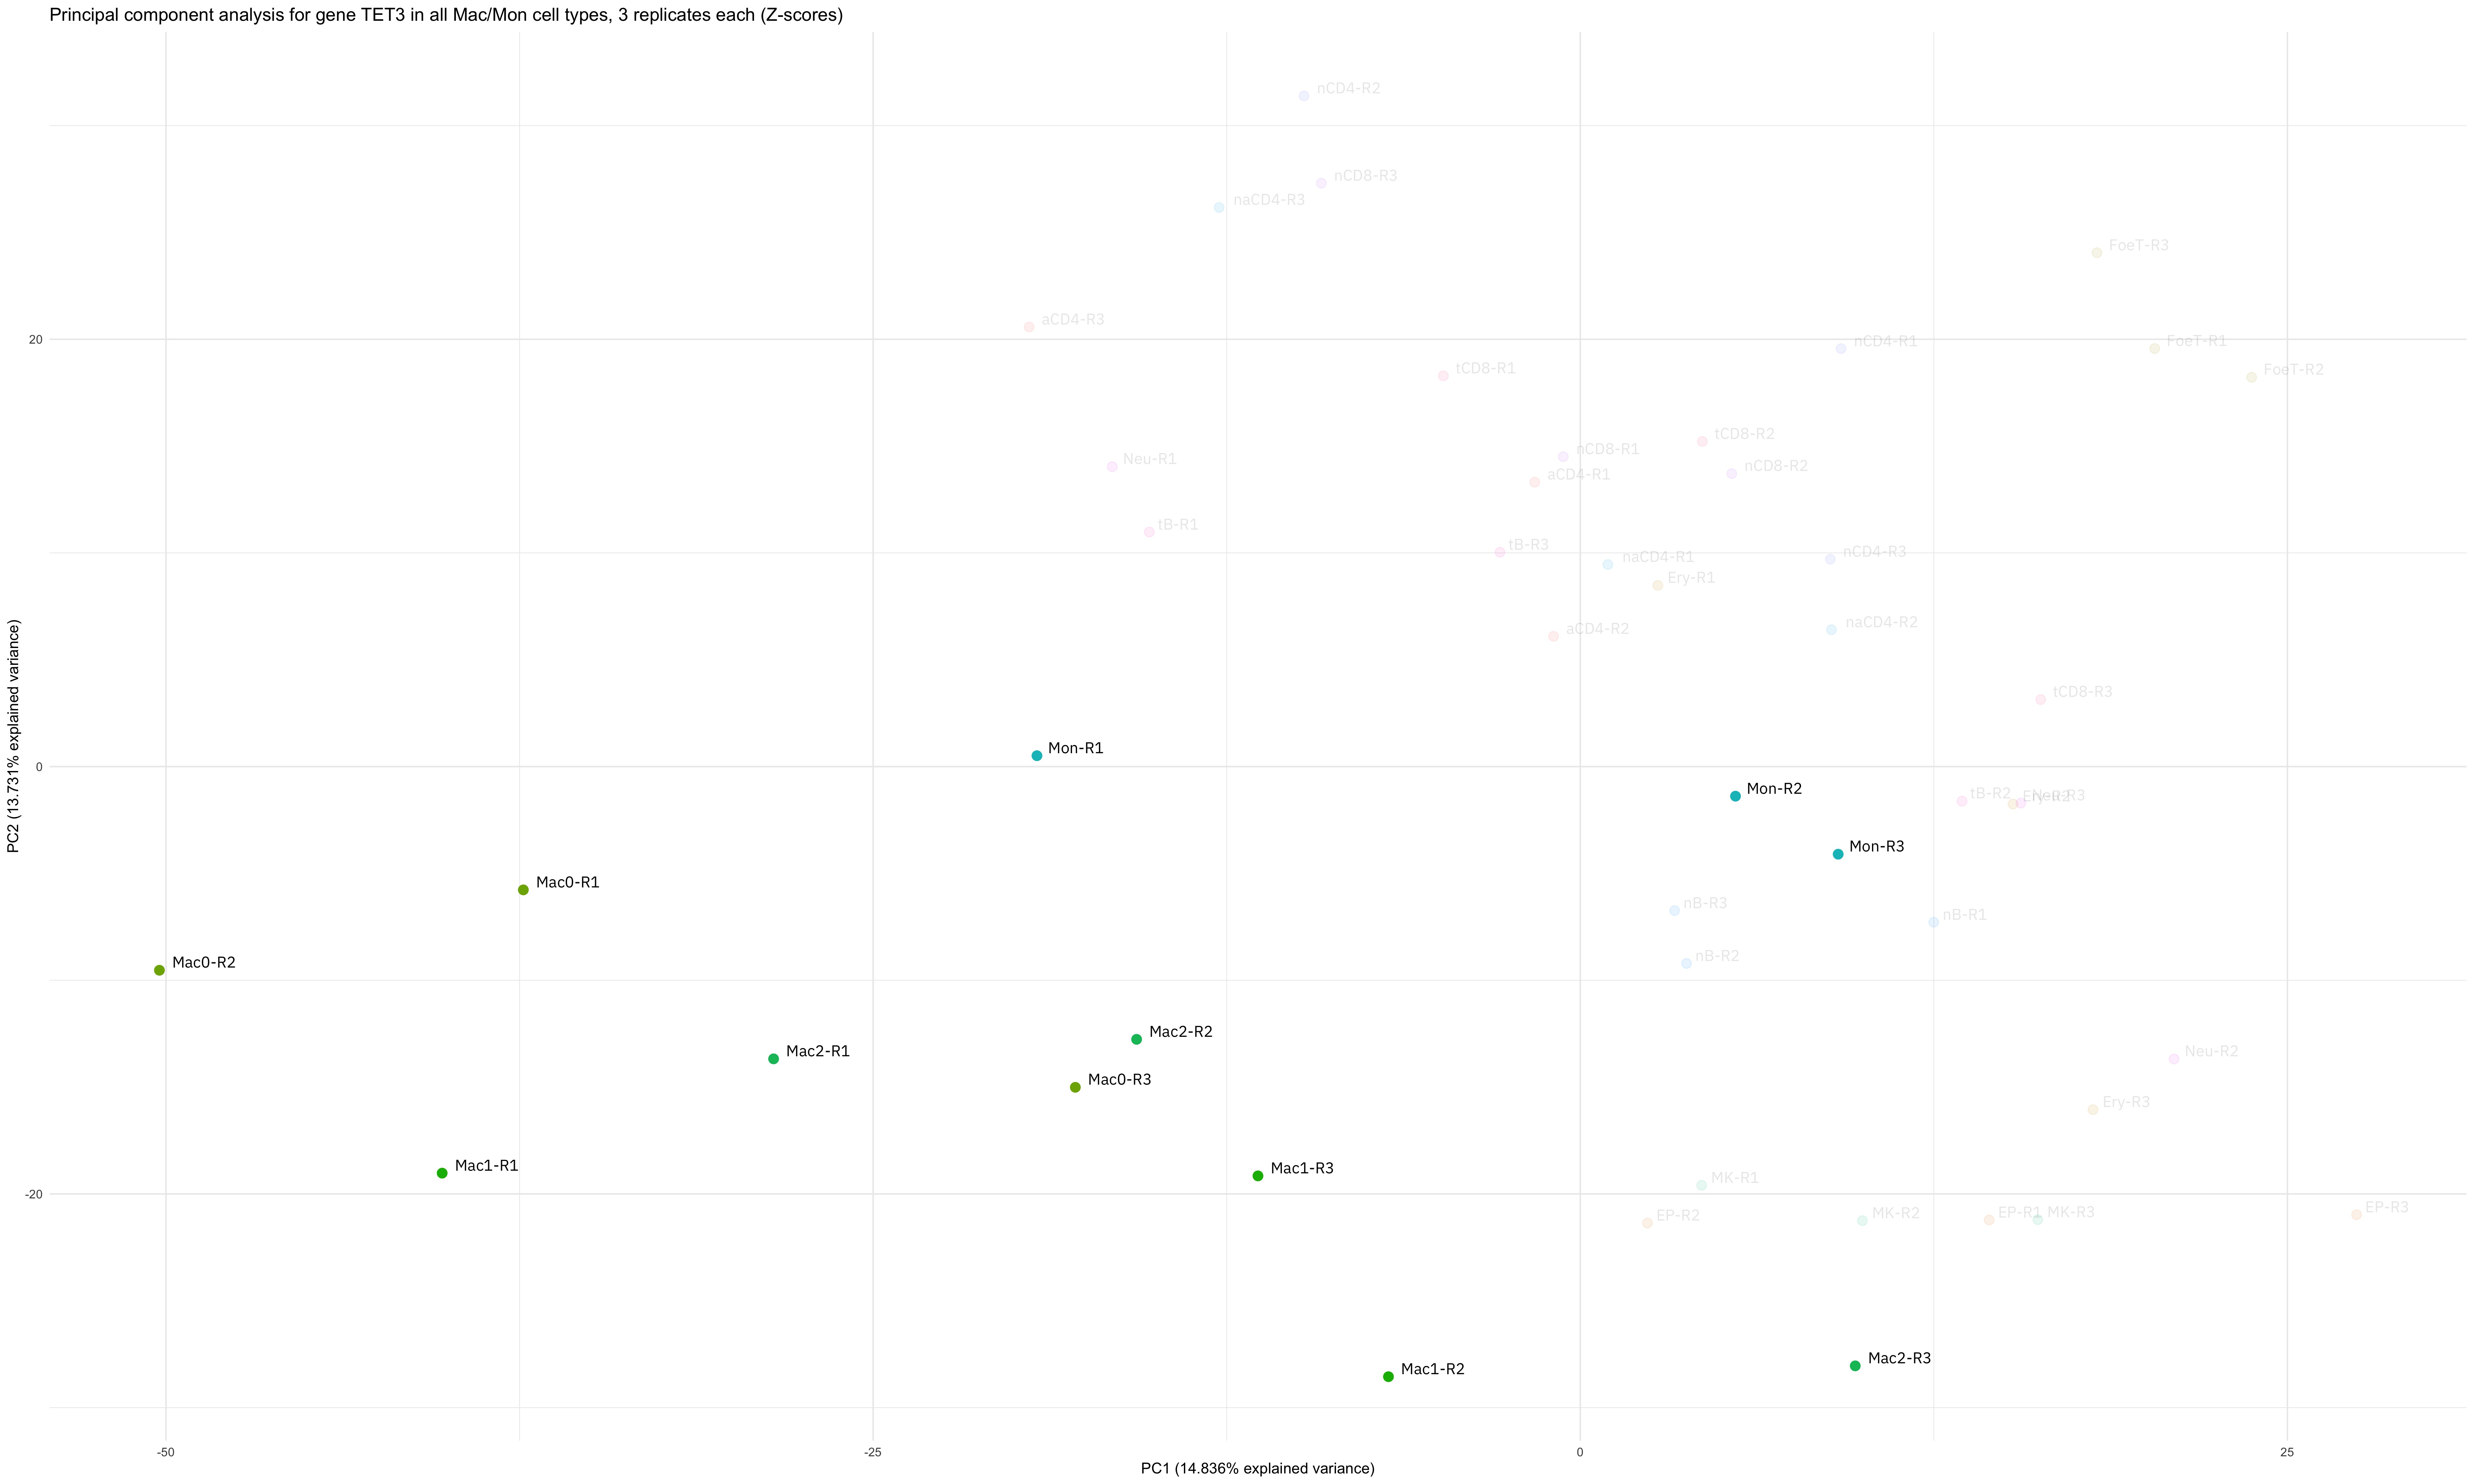 Principal component analysis for gene TET3 in all Mac/Mon cell types, 3 replicates each (Z-scores)
nCD4-R2
nCD8-R3
naCD4-R3
FoeT-R3
aCD4-R3
20
nCD4-R1
FoeT-R1
tCD8-R1
FoeT-R2
tCD8-R2
nCD8-R1
Neu-R1
nCD8-R2
aCD4-R1
tB-R1
tB-R3
nCD4-R3
naCD4-R1
Ery-R1
naCD4-R2
aCD4-R2
tCD8-R3
PC2 (13.731% explained variance)
Mon-R1
0
Mon-R2
tB-R2
Ery-R2
Neu-R3
Mon-R3
Mac0-R1
nB-R3
nB-R1
nB-R2
Mac0-R2
Mac2-R2
Mac2-R1
Neu-R2
Mac0-R3
Ery-R3
Mac1-R1
Mac1-R3
MK-R1
-20
EP-R3
EP-R2
MK-R2
EP-R1
MK-R3
Mac2-R3
Mac1-R2
-50
-25
0
25
PC1 (14.836% explained variance)